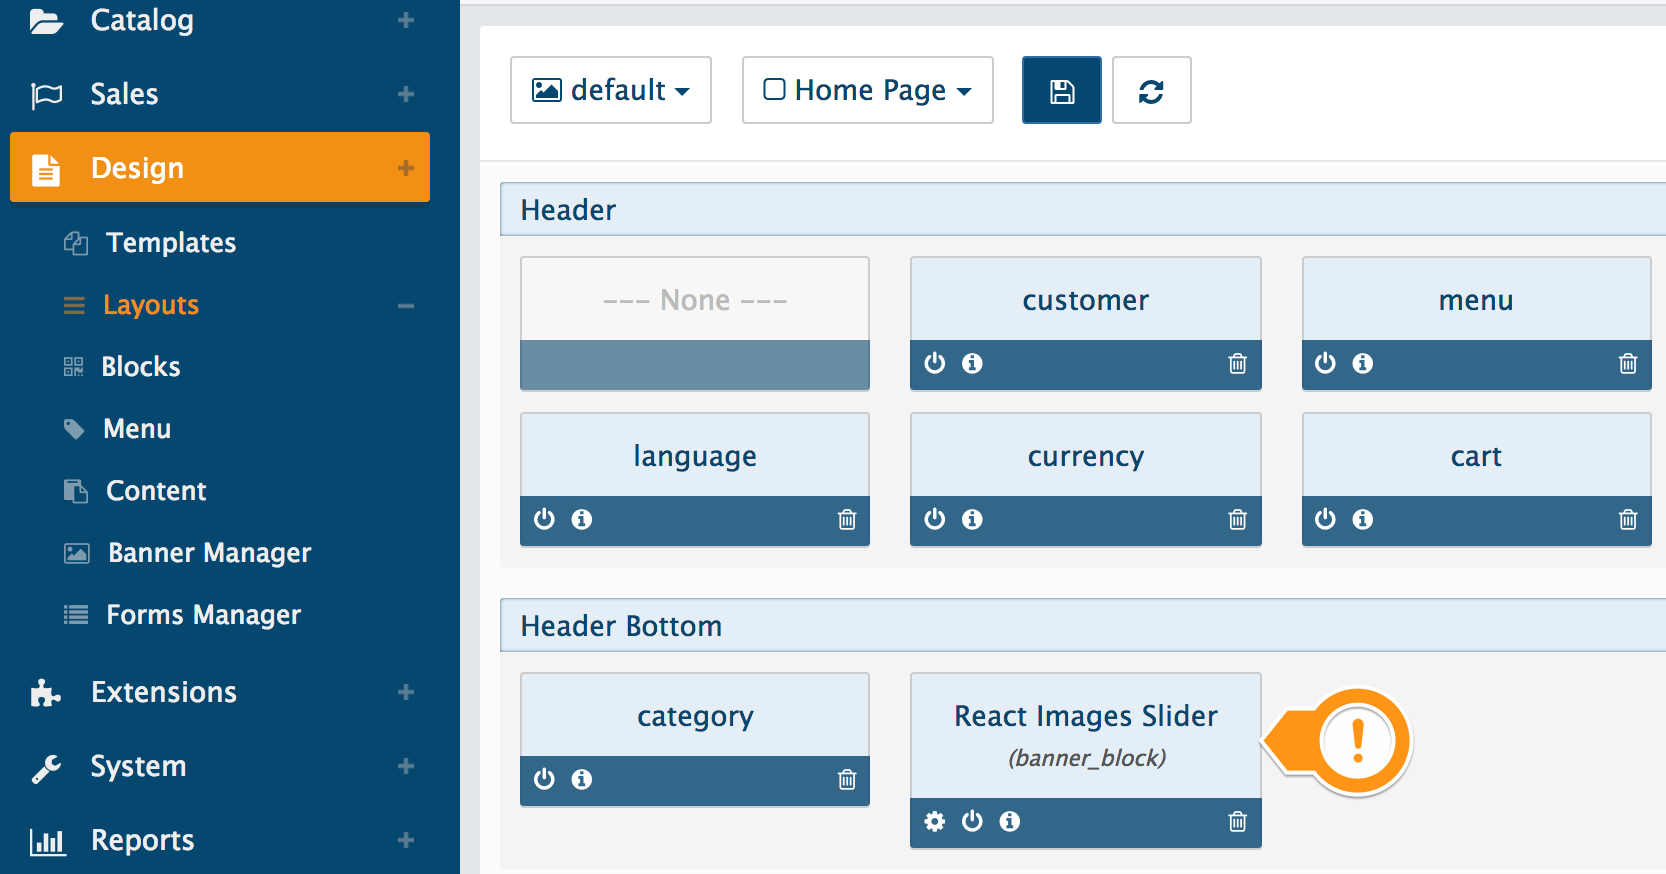 Catalog
Sales
Design
Templates
Layouts
Blocks
Menu
Content
Banner Manager
Forms Manager
Extensions
System
Reports
default
Home Page
Header
--- None ---
customer
menu
language
currency
cart
Header Bottom
category
React Images Slider
(banner_block)
!